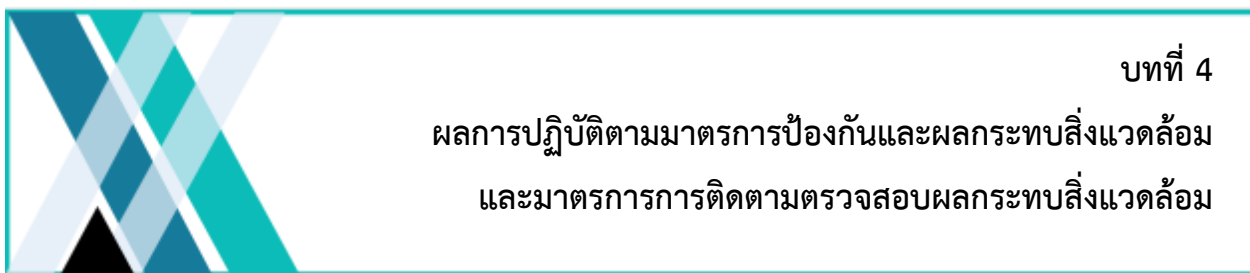 บทที่ 4
ผลการปฏิบัติตามมาตรการป้องกันและผลกระทบสิ่งแวดล้อม
และมาตรการการติดตามตรวจสอบผลกระทบสิ่งแวดล้อม